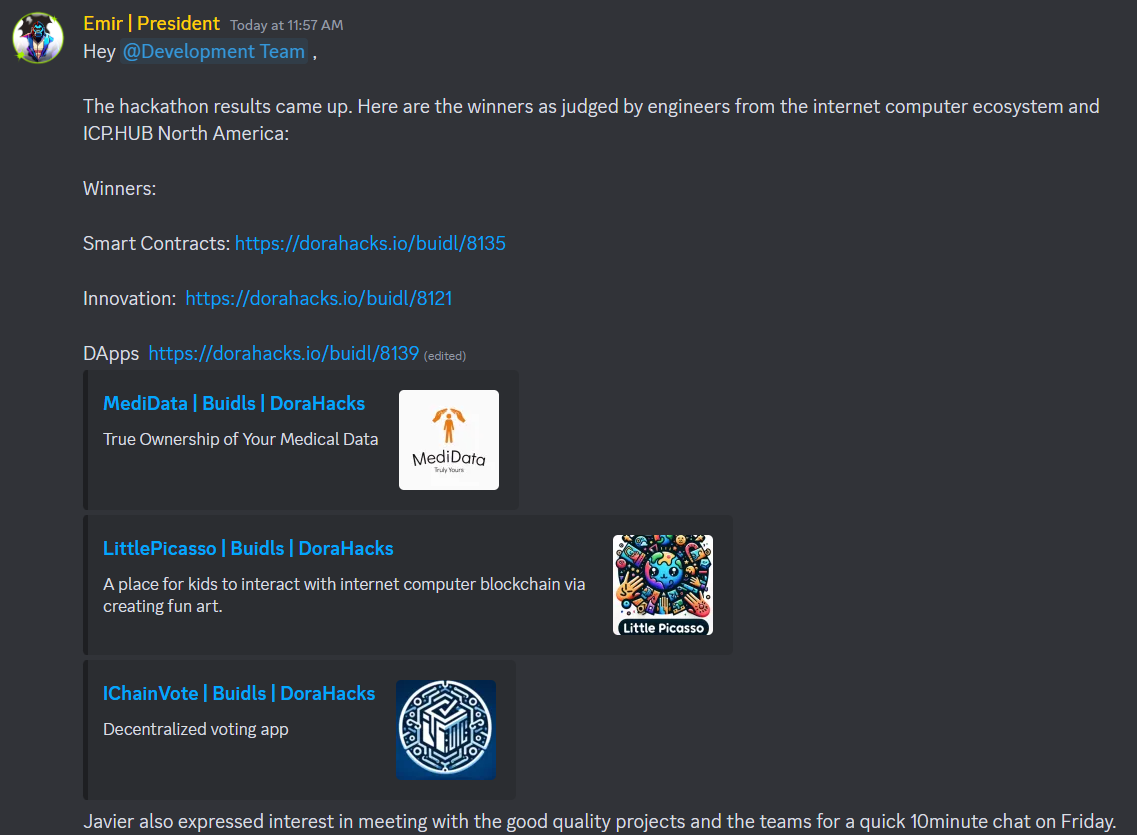 Emir | President Today at 11:57 AM
Hey @Development Team ,
The hackathon results came up. Here are the winners as judged by engineers from the internet computer ecosystem and
ICP.HUB North America:
Winners:
Smart Contracts: https://dorahacks.io/buidl/8135
Innovation: https://dorahacks.io/buidl/8121
DApps https://dorahacks.io/buidl/8139 (edited)
MediData | Buidls | DoraHacks
True Ownership of Your Medical Data
MediData
Truly Yours
LittlePicasso | Buidls | DoraHacks
A place for kids to interact with internet computer blockchain via
creating fun art.
Little Picasso
IChainVote | Buidls | DoraHacks
Decentralized voting app
Javier also expressed interest in meeting with the good quality projects and the teams for a quick 10minute chat on Friday.